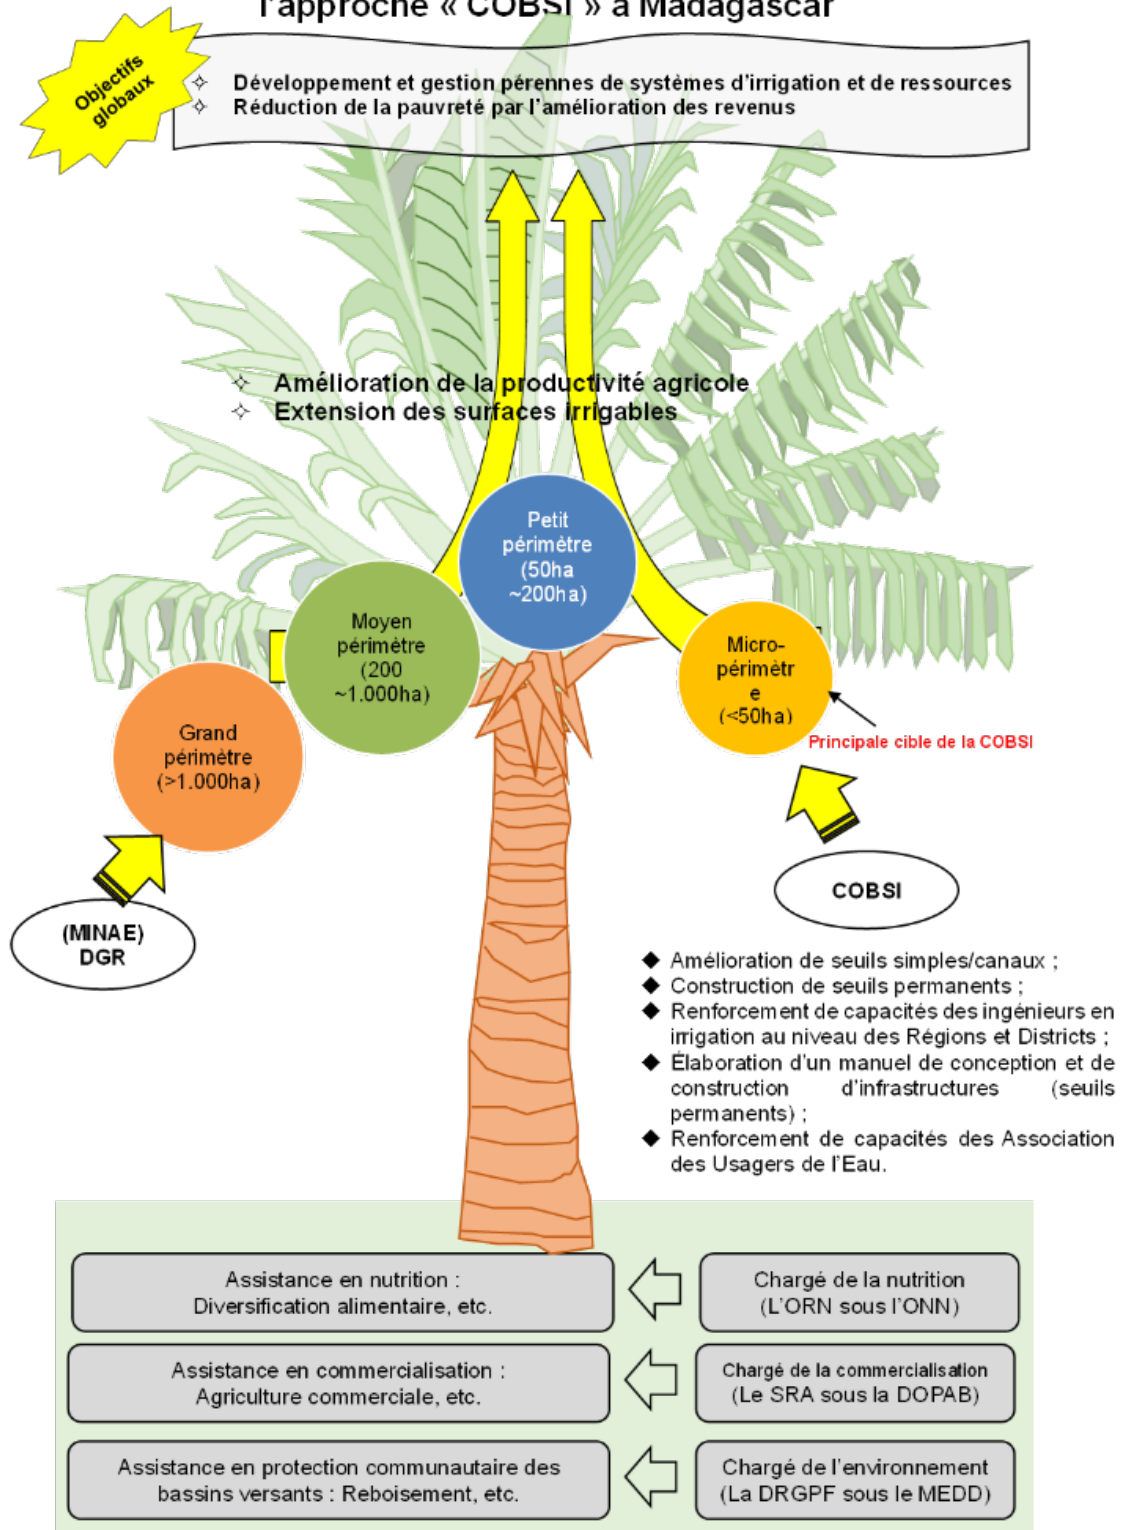 l'approche « COBSI » à Madagascar
Objectifs
globaux
✧ Développement et gestion pérennes de systèmes d'irrigation et de ressources
✧ Réduction de la pauvreté par l'amélioration des revenus
✧ Amélioration de la productivité agricole
✧ Extension des surfaces irrigables
Petit
périmètre
(50ha
~200ha)
Moyen
périmètre
(200
~1.000ha)
Micro-
périmètr
e
(<50ha)
Grand
périmètre
(>1.000ha)
Principale cible de la COBSI
COBSI
(MINAE)
DGR
◆ Amélioration de seuils simples/canaux ;
◆ Construction de seuils permanents ;
◆ Renforcement de capacités des ingénieurs en
irrigation au niveau des Régions et Districts ;
◆ Élaboration d'un manuel de conception et de
construction d'infrastructures (seuils
permanents) ;
◆ Renforcement de capacités des Association
des Usagers de l'Eau.
Assistance en nutrition :
Diversification alimentaire, etc.
Chargé de la nutrition
(L'ORN sous l'ONN)
Assistance en commercialisation :
Agriculture commerciale, etc.
Chargé de la commercialisation
(Le SRA sous la DOPAB)
Assistance en protection communautaire des
bassins versants : Reboisement, etc.
Chargé de l'environnement
(La DRGPF sous le MEDD)